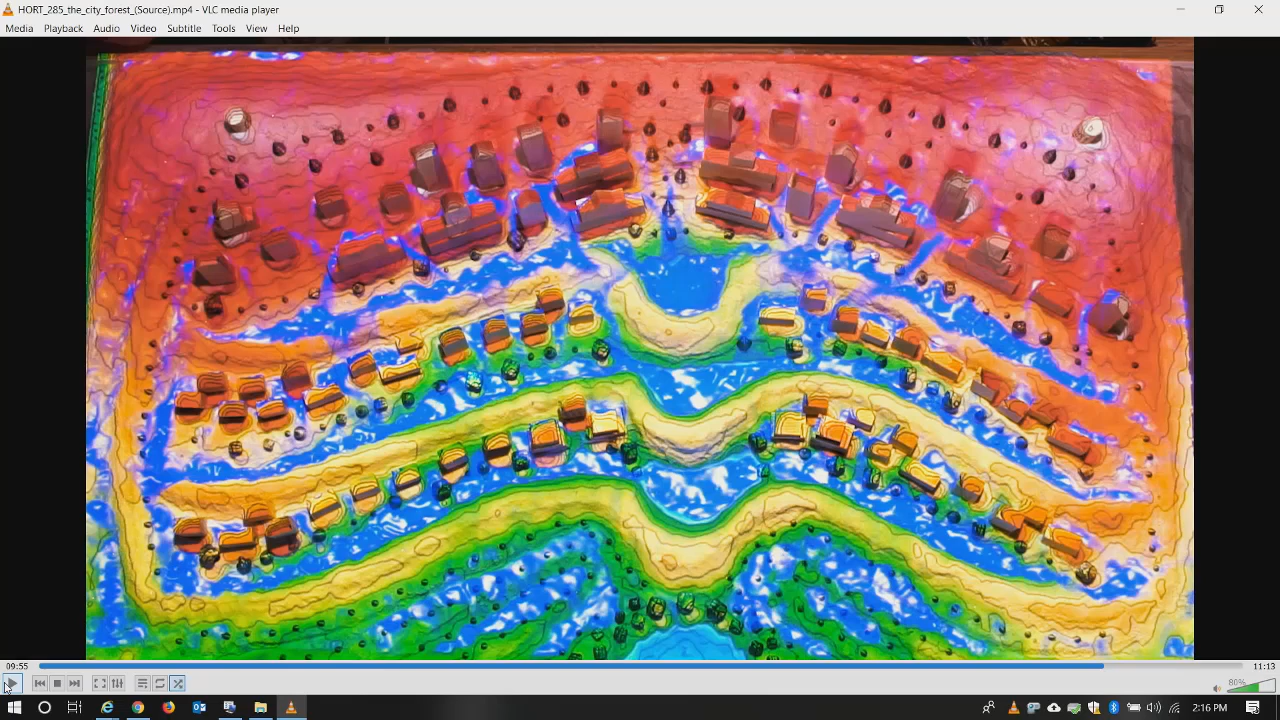 HORT_285_the_city_forest_(Source).mp4 - VLC media player
Media Playback Audio Video Subtitle Tools View Help
09:55
11:13
80%
2:16 PM